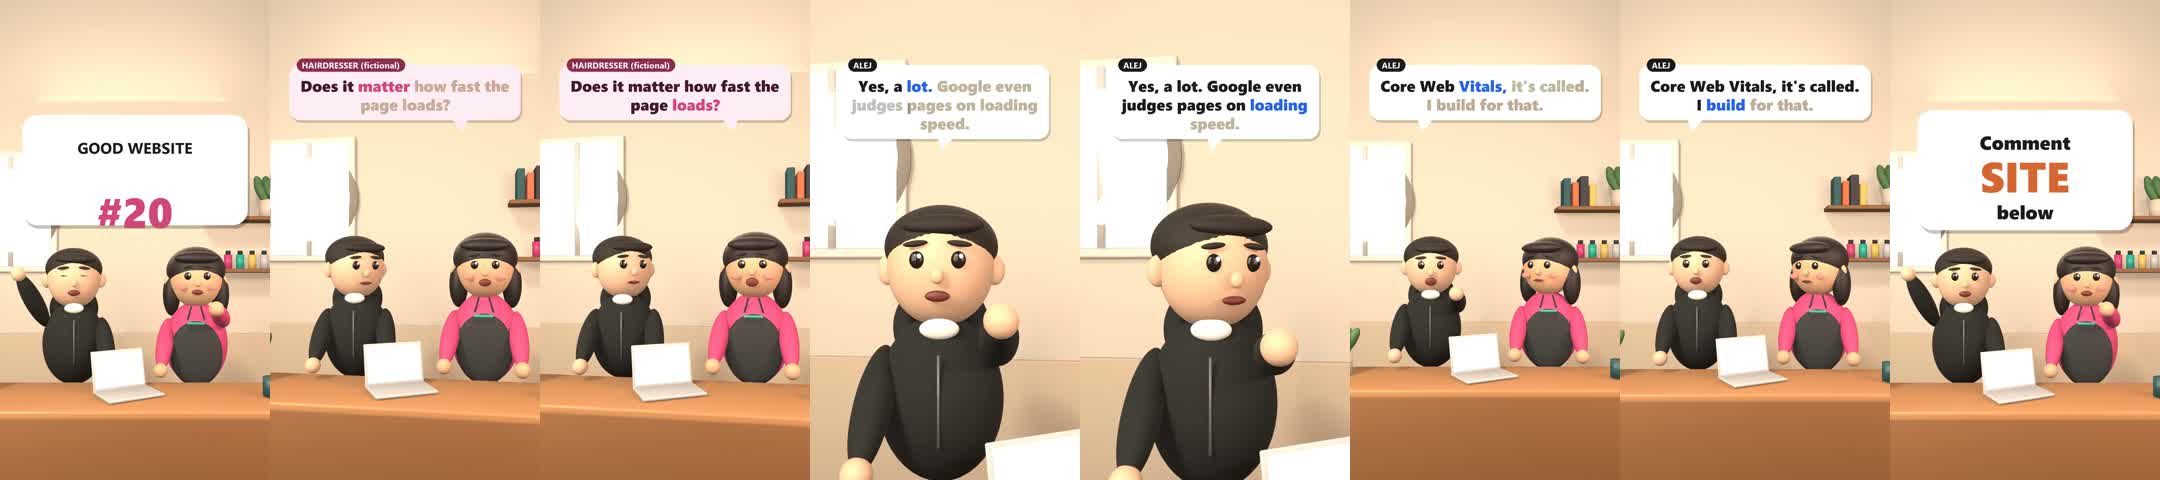 GOOD WEBSITE
#20
HAIRDRESSER (fictional)
Does it matter how fast the
page loads?
HAIRDRESSER (fictional)
Does it matter how fast the
page loads?
ALEJ
Yes, a lot. Google even
judges pages on loading
speed.
ALEJ
Yes, a lot. Google even
judges pages on loading
speed.
ALEJ
Core Web Vitals, it's called.
I build for that.
ALEJ
Core Web Vitals, it's called.
I build for that.
Comment
SITE
below